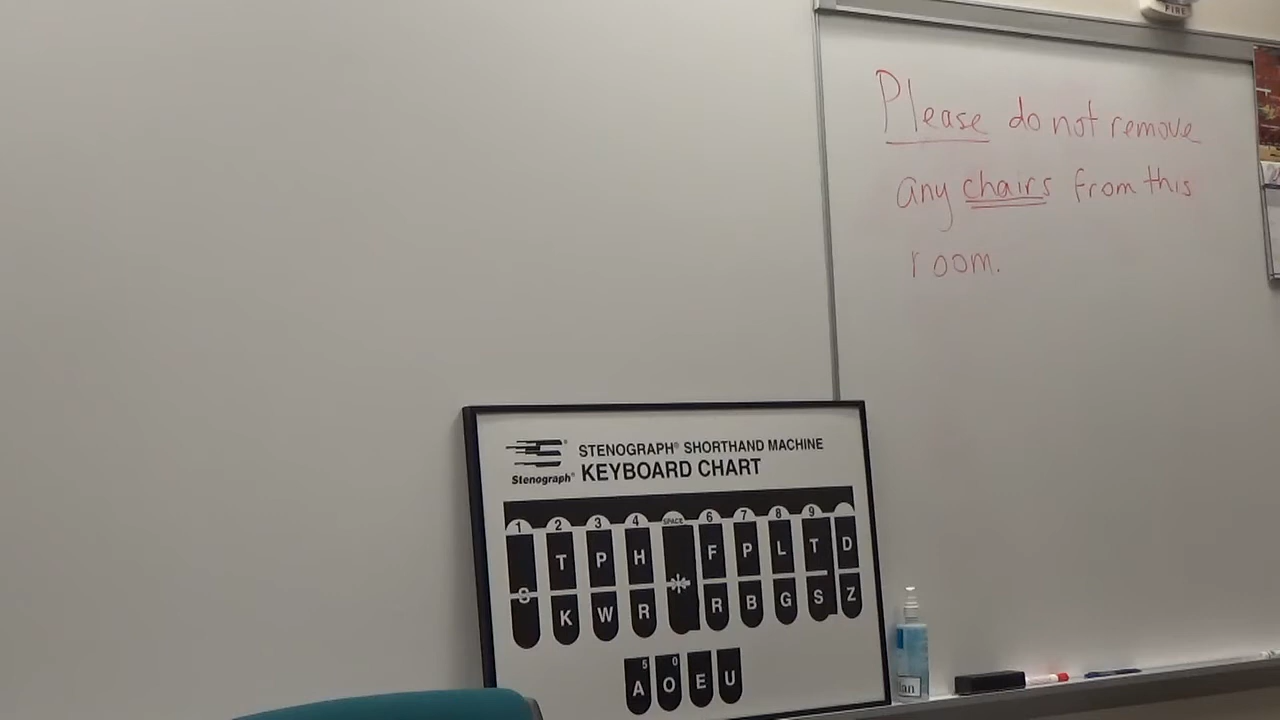 FIRE
Please do not remove
any chairs from this
room.
STENOGRAPH® SHORTHAND MACHINE
Stenograph® KEYBOARD CHART
1 2 3 4 SPACE 6 7 8 9
S T P H * F P L T D
K W R R B G S Z
5 0
A O E U